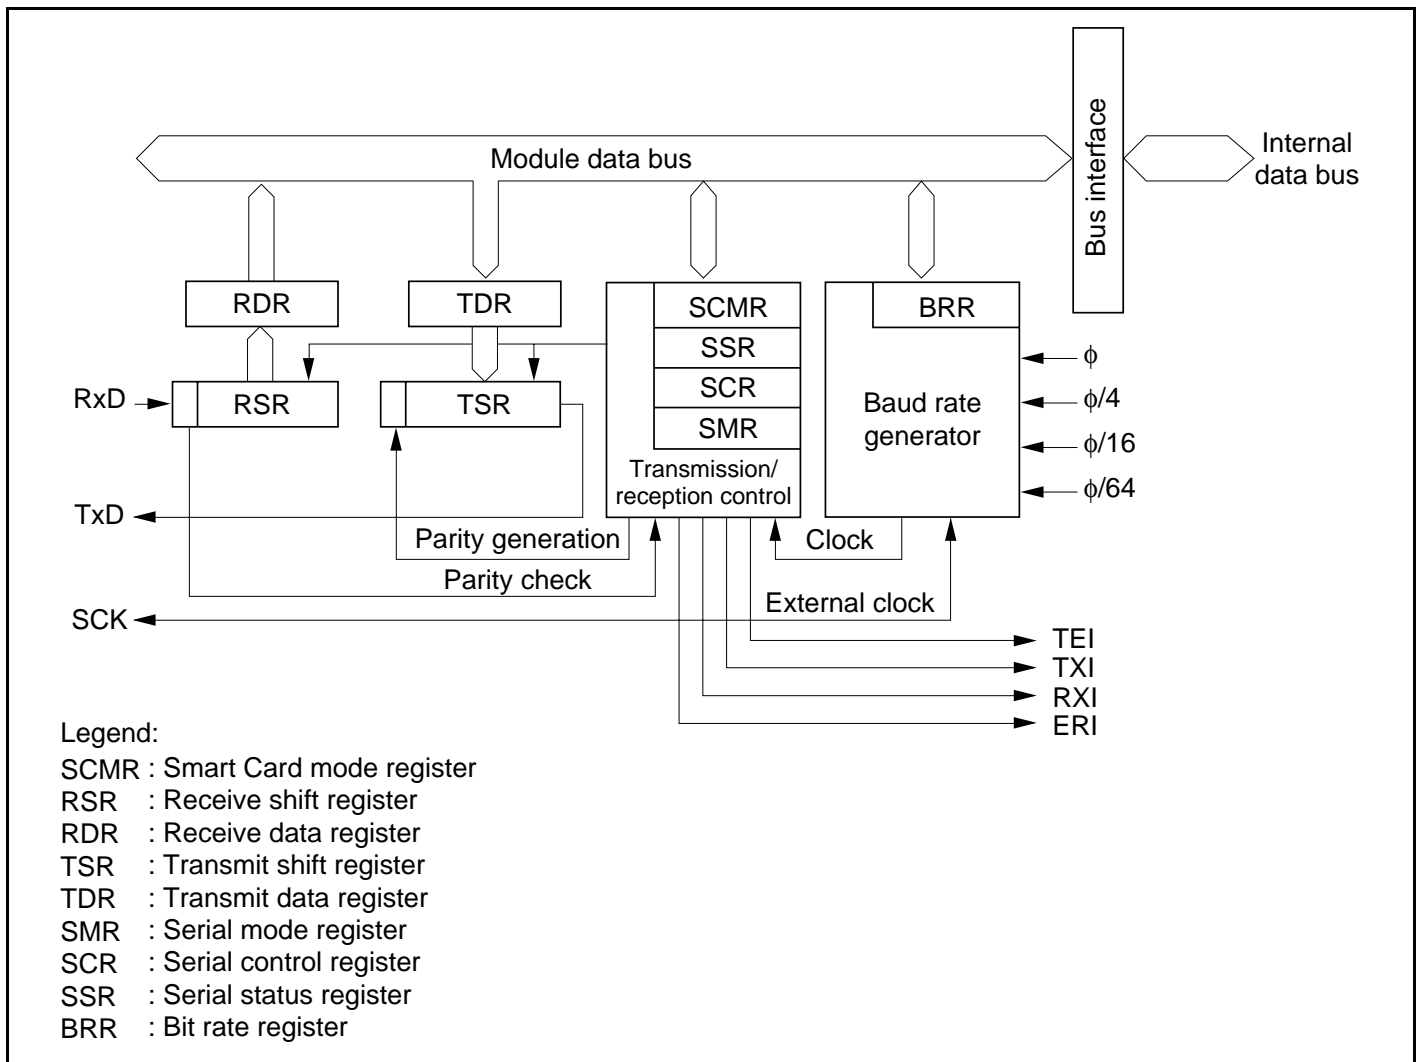 Module data bus
Bus interface
Internal
data bus
RDR
TDR
SCMR
BRR
SSR
SCR
SMR
RxD
RSR
TSR
Baud rate
generator
ϕ
ϕ/4
ϕ/16
ϕ/64
Transmission/
reception control
TxD
Parity generation
Clock
Parity check
SCK
External clock
TEI
TXI
RXI
ERI
Legend:
SCMR : Smart Card mode register
RSR : Receive shift register
RDR : Receive data register
TSR : Transmit shift register
TDR : Transmit data register
SMR : Serial mode register
SCR : Serial control register
SSR : Serial status register
BRR : Bit rate register